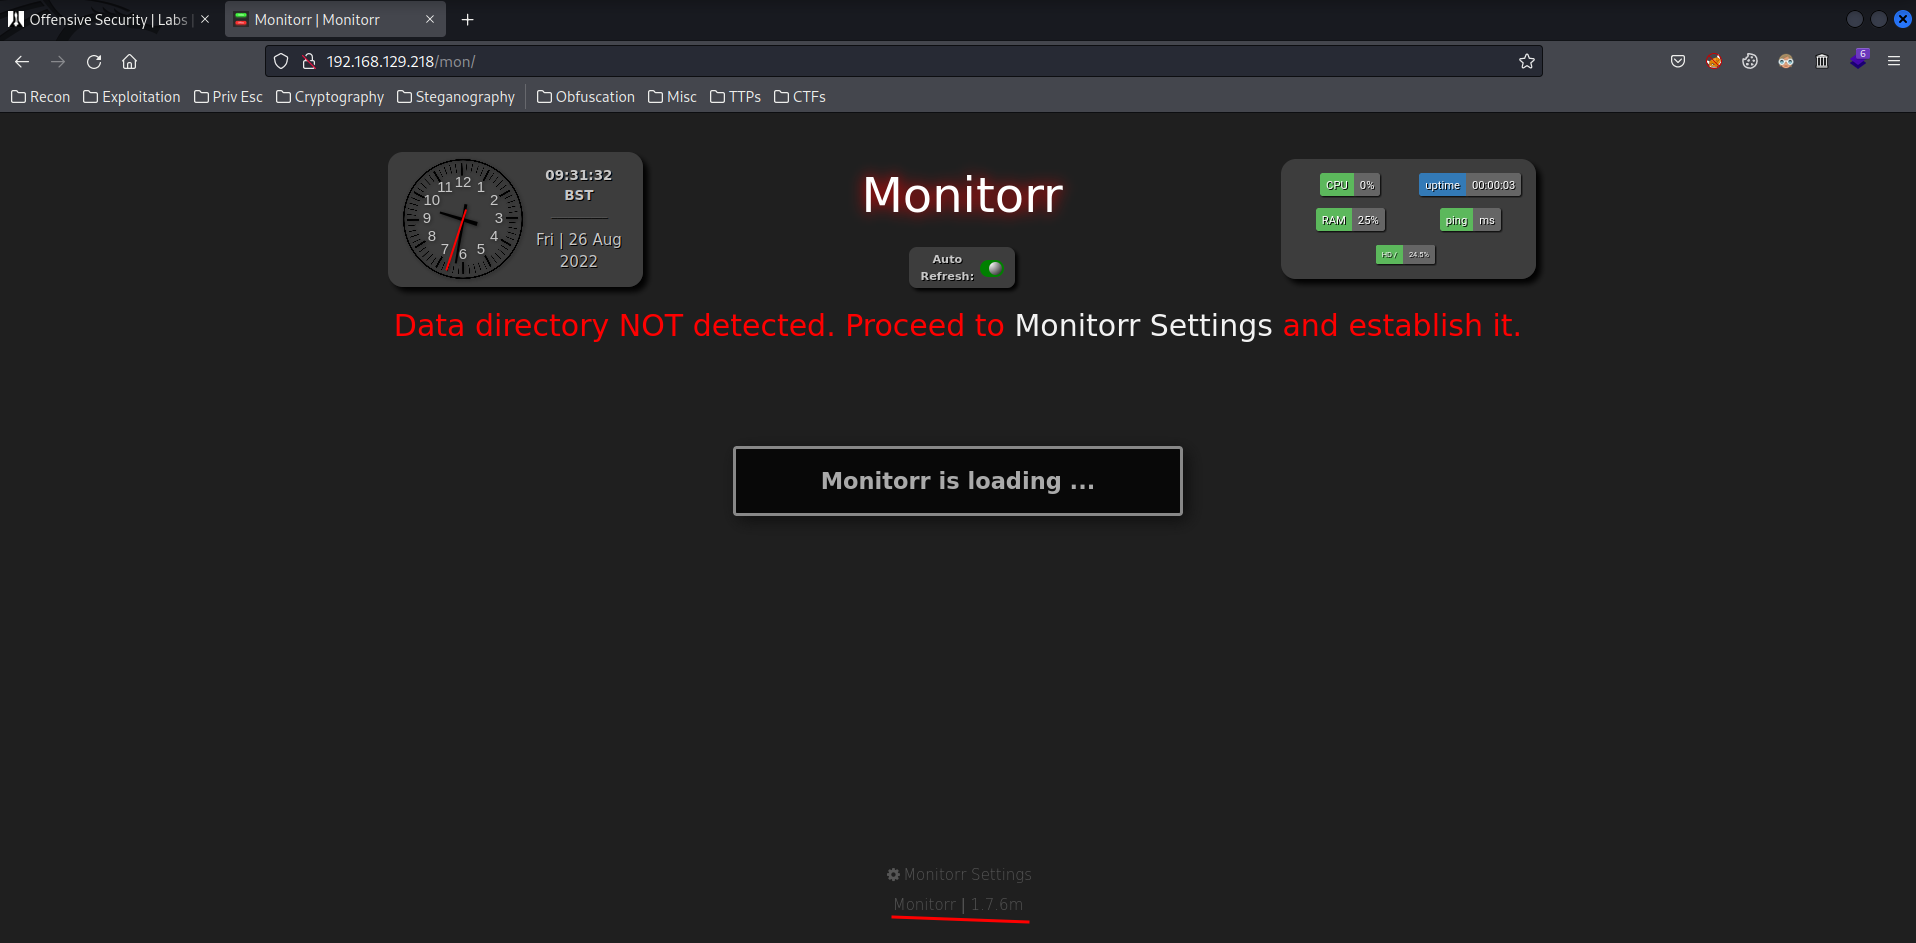 Offensive Security | Labs |
Monitorr | Monitorr
192.168.129.218/mon/
6
Recon Exploitation Priv Esc Cryptography Steganography Obfuscation Misc TTPs CTFs
12 1 2 3 4 5 6 7 8 9 10 11
09:31:32
BST
Fri | 26 Aug
2022
Monitorr
Auto
Refresh:
CPU 0% uptime 00:00:03
RAM 25% ping ms
HD / 24.5%
Data directory NOT detected. Proceed to Monitorr Settings and establish it.
Monitorr is loading ...
Monitorr Settings
Monitorr | 1.7.6m